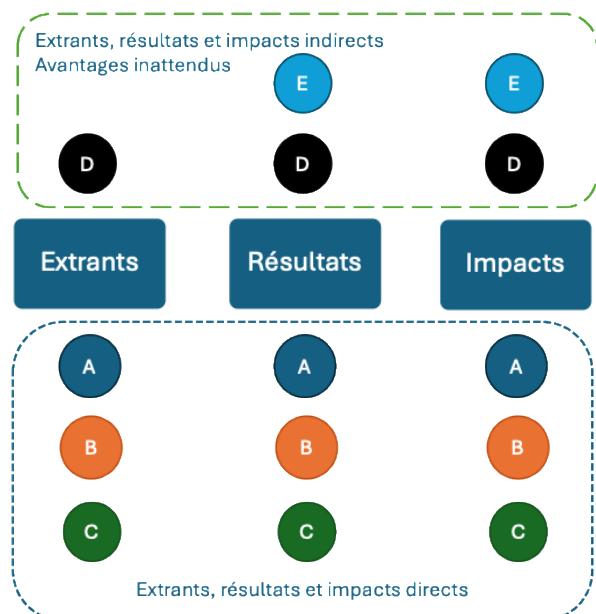 Extrants, résultats et impacts indirects
Avantages inattendus
E E
D D D
Extrants Résultats Impacts
A A A
B B B
C C C
Extrants, résultats et impacts directs